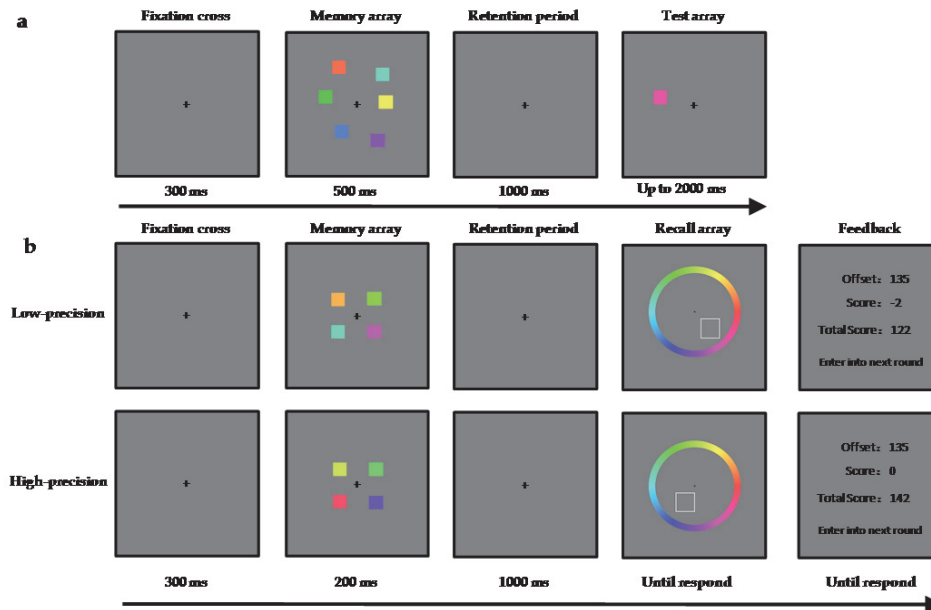 a
Fixation cross Memory array Retention period Test array
300 ms 500 ms 1000 ms Up to 2000 ms
b
Fixation cross Memory array Retention period Recall array Feedback
Low-precision
Offset：135
Score：-2
Total Score：122
Enter into next round
High-precision
Offset：135
Score：0
Total Score：142
Enter into next round
300 ms 200 ms 1000 ms Until respond Until respond